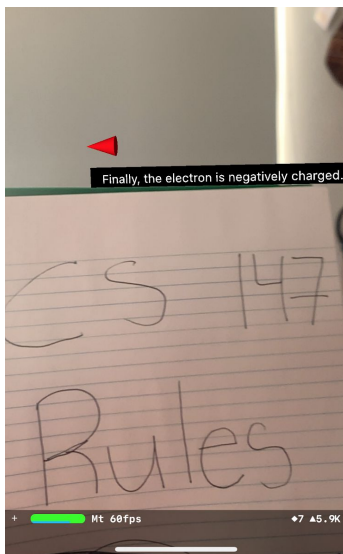 Finally, the electron is negatively charged.
CS 147
Rules
+ Mt 60fps ◆7 ▲5.9K